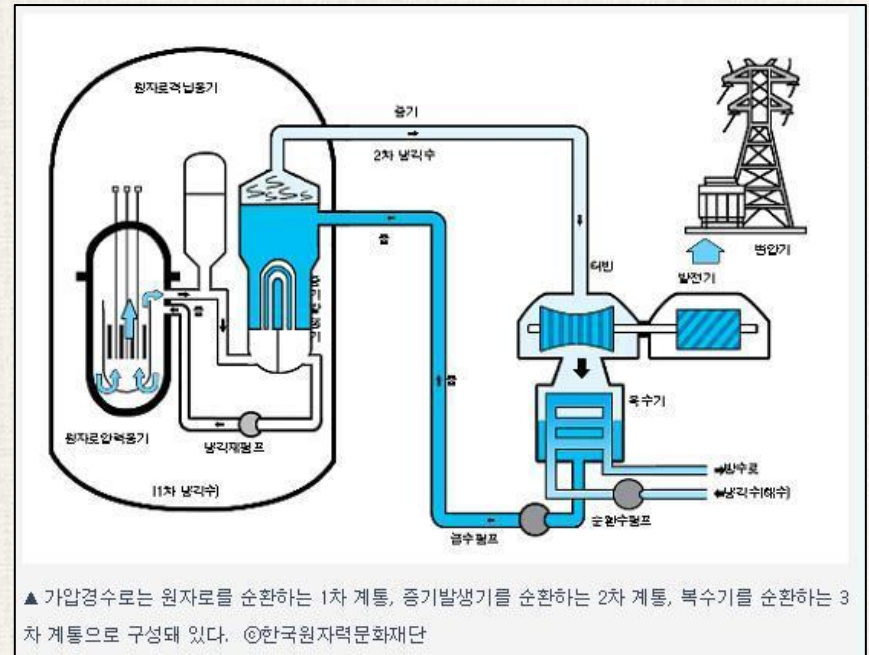 원자로격납용기
증기
2차 냉각수
물
증기발생기
물
터빈
발전기
변압기
원자로압력용기
냉각재펌프
(1차 냉각수)
물
복수기
방수로
냉각수(해수)
순환수펌프
급수펌프
▲ 가압경수로는 원자로를 순환하는 1차 계통, 증기발생기를 순환하는 2차 계통, 복수기를 순환하는 3
차 계통으로 구성돼 있다. ⓒ한국원자력문화재단